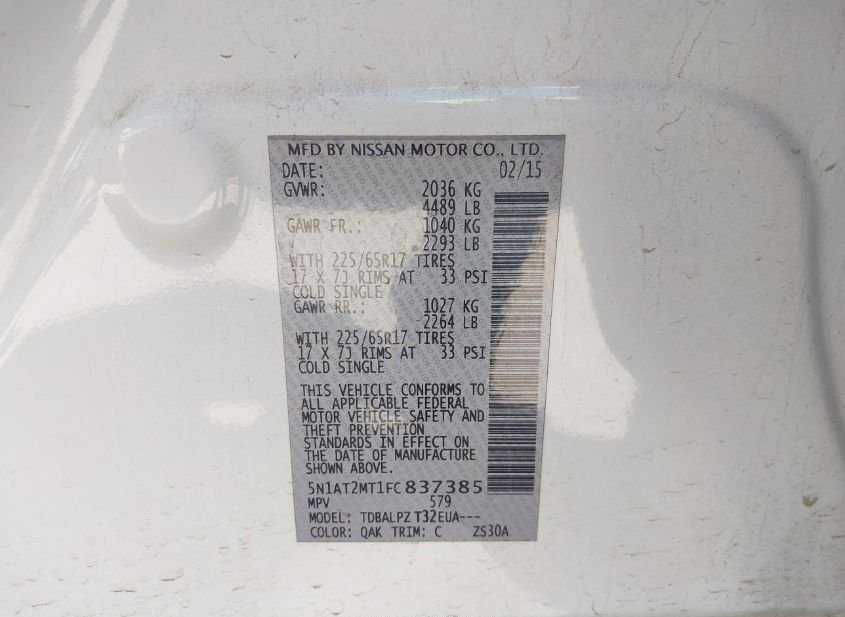 MFD BY NISSAN MOTOR CO., LTD.
DATE: 02/15
GVWR: 2036 KG
4489 LB
GAWR FR.: 1040 KG
2293 LB
WITH 225/65R17 TIRES
17 X 7J RIMS AT 33 PSI
COLD SINGLE
GAWR RR.: 1027 KG
2264 LB
WITH 225/65R17 TIRES
17 X 7J RIMS AT 33 PSI
COLD SINGLE
THIS VEHICLE CONFORMS TO
ALL APPLICABLE FEDERAL
MOTOR VEHICLE SAFETY AND
THEFT PREVENTION
STANDARDS IN EFFECT ON
THE DATE OF MANUFACTURE
SHOWN ABOVE.
5N1AT2MT1FC837385
MPV 579
MODEL: TDBALPZ T32EUA---
COLOR: QAK TRIM: C ZS30A